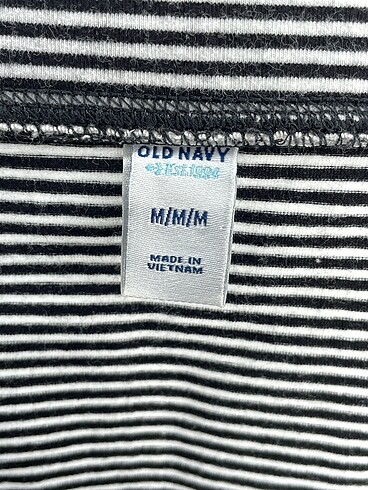 OLD NAVY
EST. 1994
M/M/M
MADE IN
VIETNAM